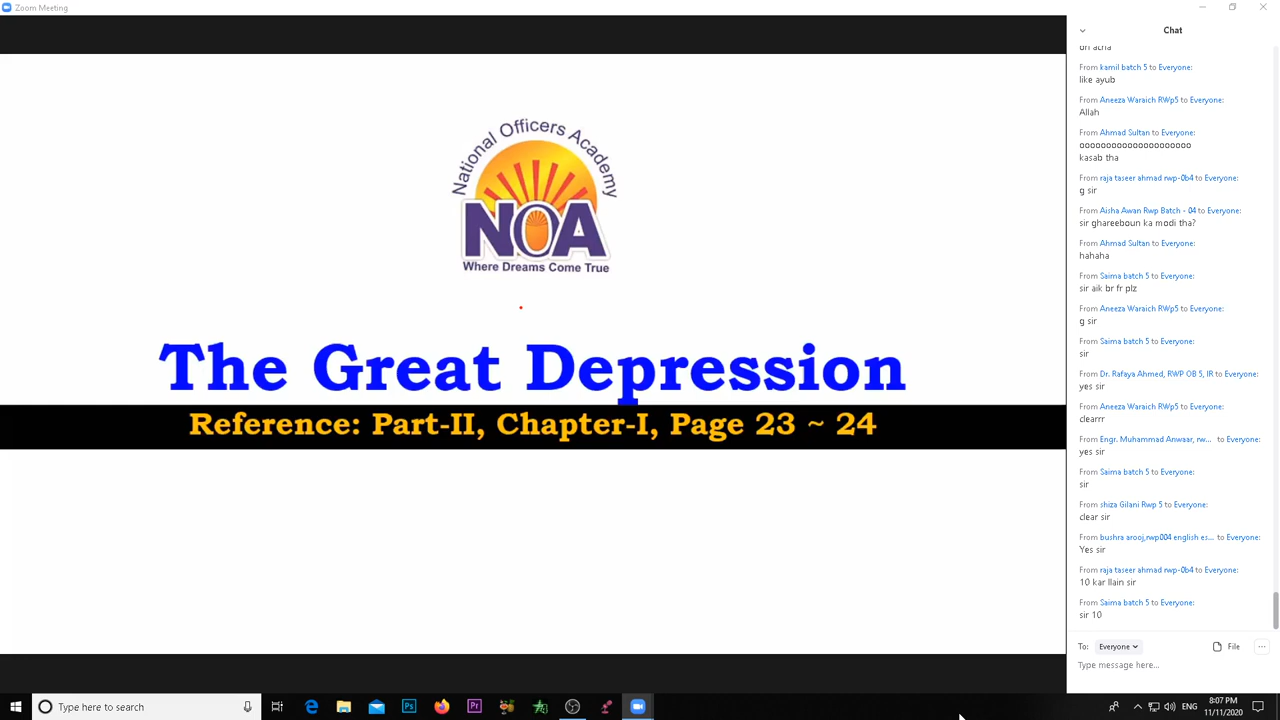 Zoom Meeting
National Officers Academy
NOA
Where Dreams Come True
The Great Depression
Reference: Part-II, Chapter-I, Page 23 ~ 24
Chat
From kamil batch 5 to Everyone:
like ayub
From Aneeza Waraich RWp5 to Everyone:
Allah
From Ahmad Sultan to Everyone:
oooooooooooooooooooo
kasab tha
From raja taseer ahmad rwp-0b4 to Everyone:
g sir
From Aisha Awan Rwp Batch - 04 to Everyone:
sir ghareeboun ka modi tha?
From Ahmad Sultan to Everyone:
hahaha
From Saima batch 5 to Everyone:
sir aik br fr plz
From Aneeza Waraich RWp5 to Everyone:
g sir
From Saima batch 5 to Everyone:
sir
From Dr. Rafaya Ahmed, RWP OB 5, IR to Everyone:
yes sir
From Aneeza Waraich RWp5 to Everyone:
clearrr
From Engr. Muhammad Anwaar, rw... to Everyone:
yes sir
From Saima batch 5 to Everyone:
sir
From shiza Gilani Rwp 5 to Everyone:
clear sir
From bushra arooj,rwp004 english es... to Everyone:
Yes sir
From raja taseer ahmad rwp-0b4 to Everyone:
10 kar llain sir
From Saima batch 5 to Everyone:
sir 10
To: Everyone File ...
Type message here...
Type here to search
Ps
Pr
ENG
8:07 PM
11/11/2020